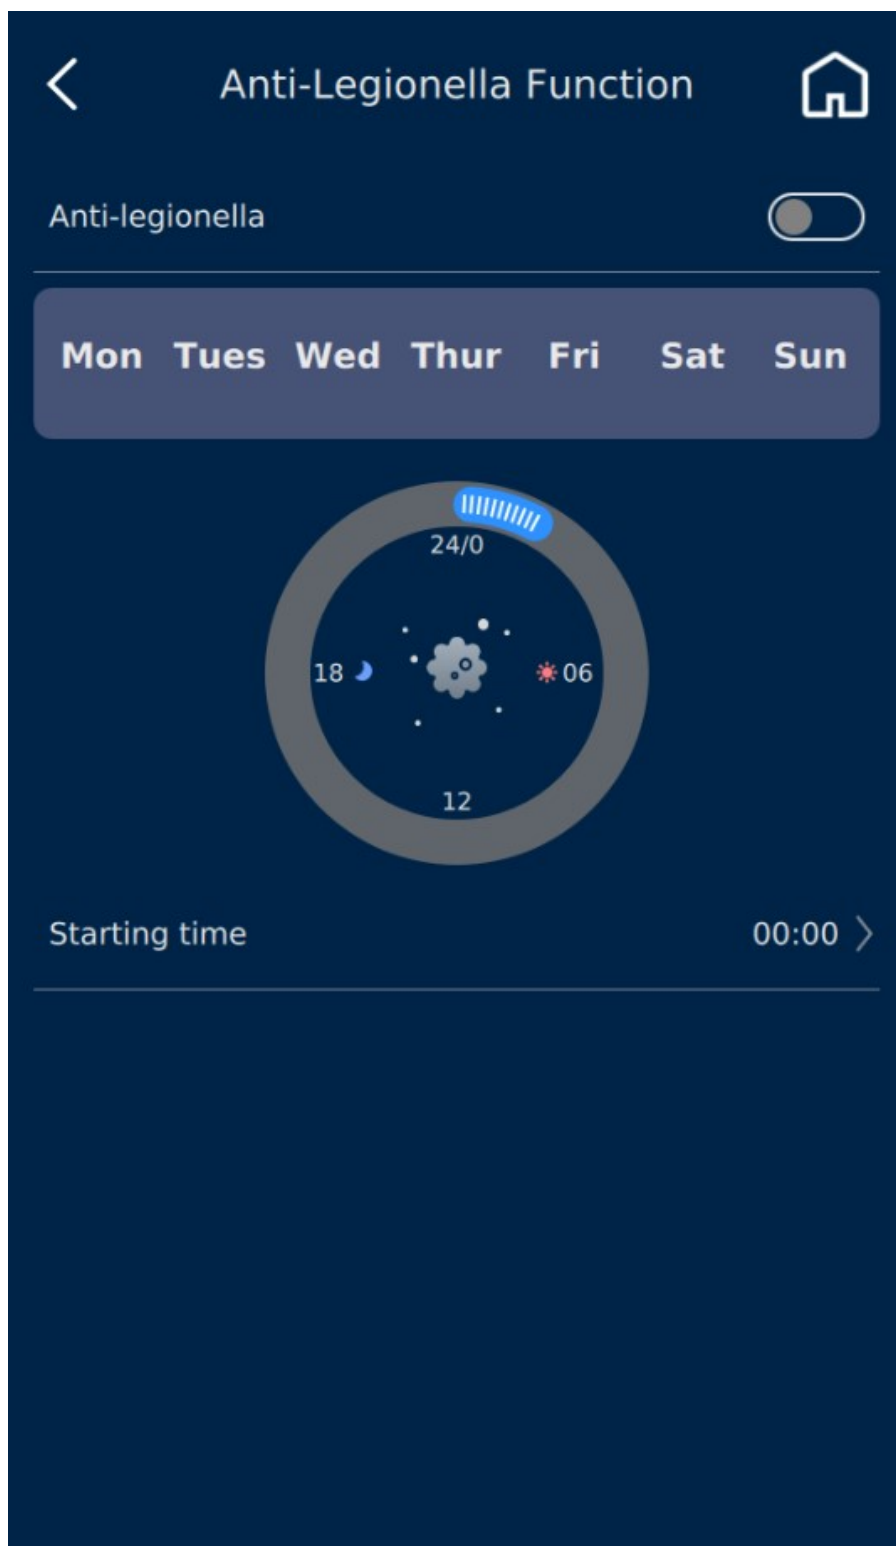 Anti-Legionella Function
Anti-legionella
Mon Tues Wed Thur Fri Sat Sun
24/0
18 06
12
Starting time 00:00